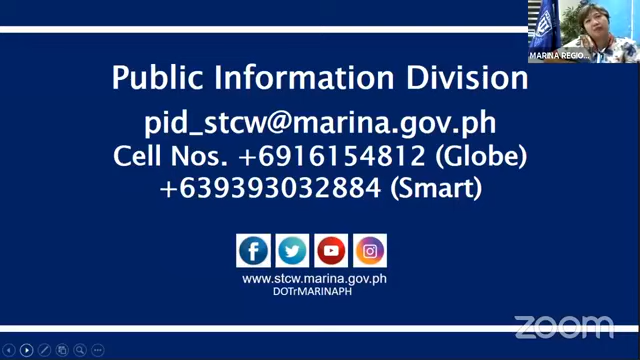 MARINA REGIO...
Public Information Division
pid_stcw@marina.gov.ph
Cell Nos. +6916154812 (Globe)
+639393032884 (Smart)
www.stcw.marina.gov.ph
DOTrMARINAPH
zoom